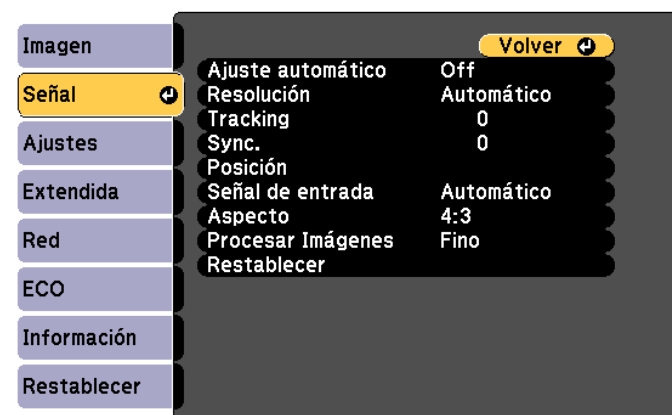 Imagen
Señal
Ajustes
Extendida
Red
ECO
Información
Restablecer
Volver
Ajuste automático Off
Resolución Automático
Tracking 0
Sync. 0
Posición
Señal de entrada Automático
Aspecto 4:3
Procesar Imágenes Fino
Restablecer